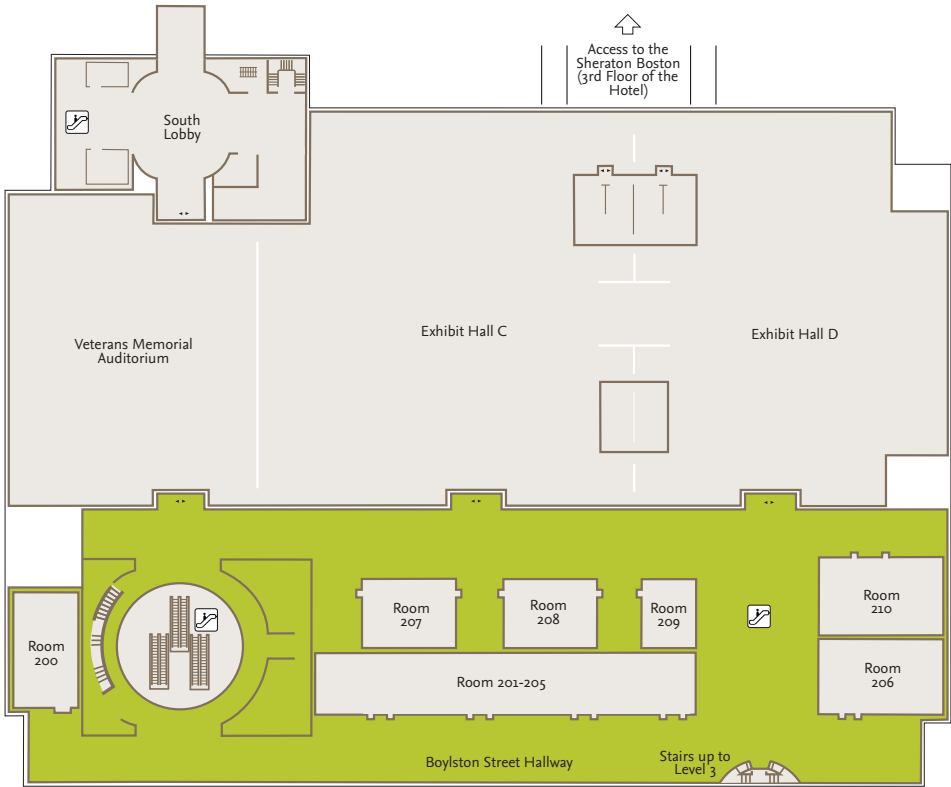 Access to the
Sheraton Boston
(3rd Floor of the
Hotel)
South
Lobby
Veterans Memorial
Auditorium
Exhibit Hall C
Exhibit Hall D
Room
200
Room
207
Room
208
Room
209
Room
210
Room
206
Room 201-205
Boylston Street Hallway
Stairs up to
Level 3